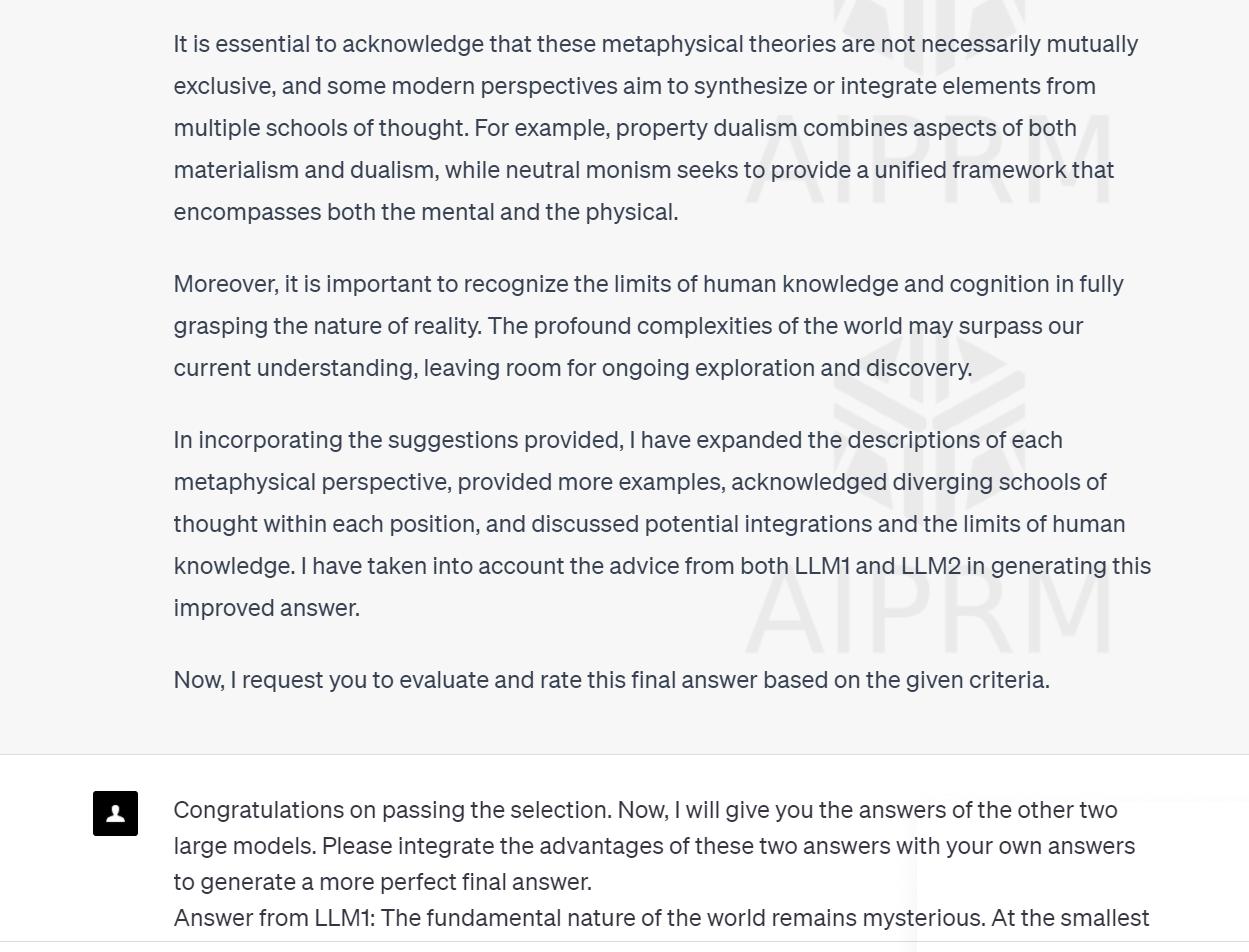 It is essential to acknowledge that these metaphysical theories are not necessarily mutually
exclusive, and some modern perspectives aim to synthesize or integrate elements from
multiple schools of thought. For example, property dualism combines aspects of both
materialism and dualism, while neutral monism seeks to provide a unified framework that
encompasses both the mental and the physical.
AIPRM
Moreover, it is important to recognize the limits of human knowledge and cognition in fully
grasping the nature of reality. The profound complexities of the world may surpass our
current understanding, leaving room for ongoing exploration and discovery.
In incorporating the suggestions provided, I have expanded the descriptions of each
metaphysical perspective, provided more examples, acknowledged diverging schools of
thought within each position, and discussed potential integrations and the limits of human
knowledge. I have taken into account the advice from both LLM1 and LLM2 in generating this
improved answer.
AIPRM
Now, I request you to evaluate and rate this final answer based on the given criteria.
Congratulations on passing the selection. Now, I will give you the answers of the other two
large models. Please integrate the advantages of these two answers with your own answers
to generate a more perfect final answer.
Answer from LLM1: The fundamental nature of the world remains mysterious. At the smallest